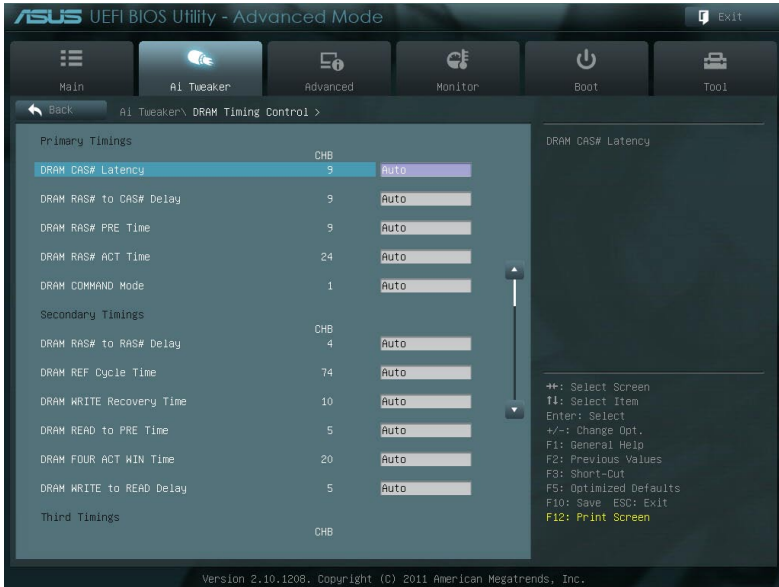 ASUS UEFI BIOS Utility - Advanced Mode
Exit
Main
Ai Tweaker
Advanced
Monitor
Boot
Tool
Back
Ai Tweaker\ DRAM Timing Control >
Primary Timings
CHB
DRAM CAS# Latency 9 Auto
DRAM RAS# to CAS# Delay 9 Auto
DRAM RAS# PRE Time 9 Auto
DRAM RAS# ACT Time 24 Auto
DRAM COMMAND Mode 1 Auto
Secondary Timings
CHB
DRAM RAS# to RAS# Delay 4 Auto
DRAM REF Cycle Time 74 Auto
DRAM WRITE Recovery Time 10 Auto
DRAM READ to PRE Time 5 Auto
DRAM FOUR ACT WIN Time 20 Auto
DRAM WRITE to READ Delay 5 Auto
Third Timings
CHB
DRAM CAS# Latency
→←: Select Screen
↑↓: Select Item
Enter: Select
+/-: Change Opt.
F1: General Help
F2: Previous Values
F3: Short-Cut
F5: Optimized Defaults
F10: Save ESC: Exit
F12: Print Screen
Version 2.10.1208. Copyright (C) 2011 American Megatrends, Inc.